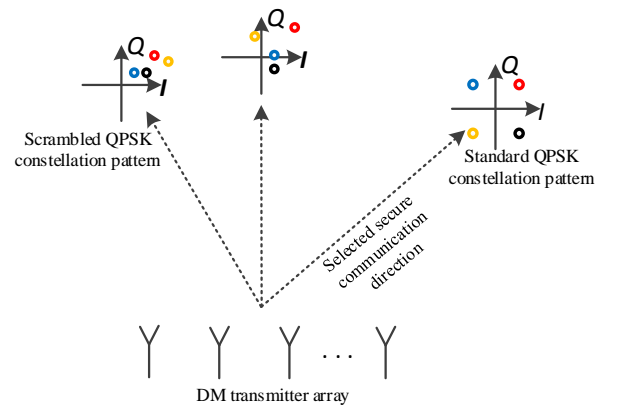 Q
I
Scrambled QPSK
constellation pattern
Q
I
Q
I
Standard QPSK
constellation pattern
Selected secure
communication
direction
. . .
DM transmitter array